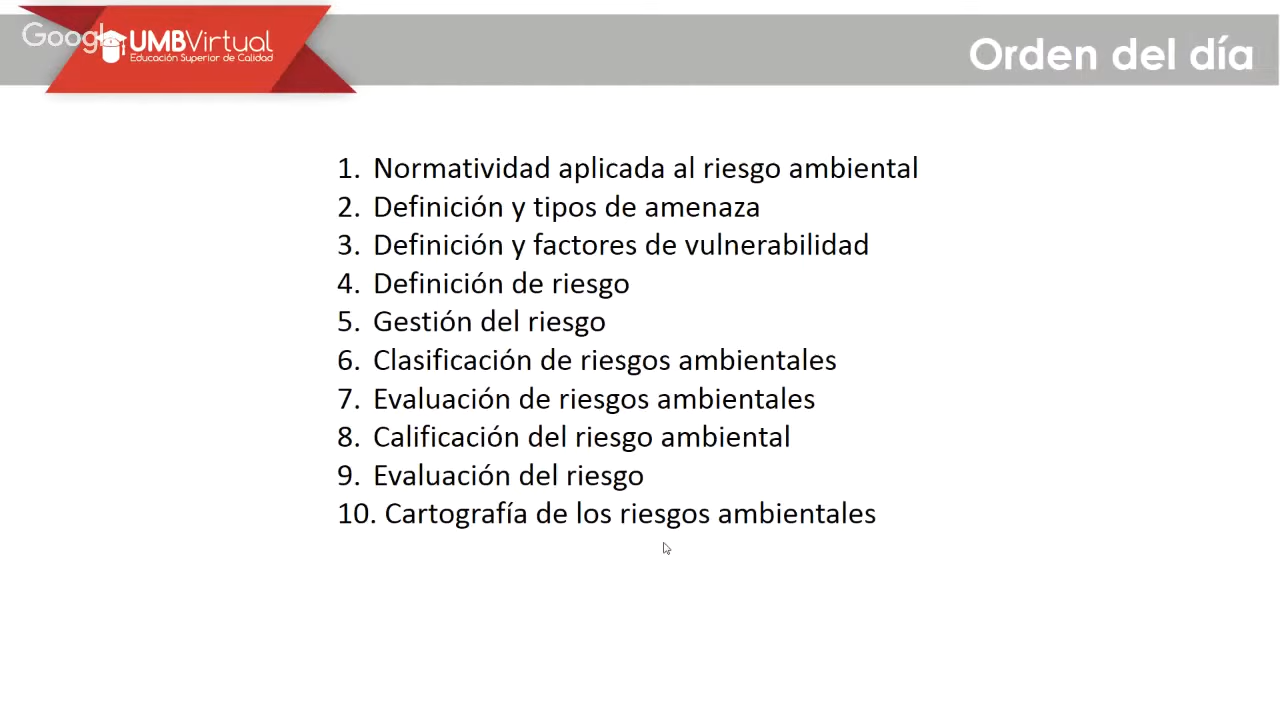 Google
UMBVirtual
Educación Superior de Calidad
Orden del día
1. Normatividad aplicada al riesgo ambiental
2. Definición y tipos de amenaza
3. Definición y factores de vulnerabilidad
4. Definición de riesgo
5. Gestión del riesgo
6. Clasificación de riesgos ambientales
7. Evaluación de riesgos ambientales
8. Calificación del riesgo ambiental
9. Evaluación del riesgo
10. Cartografía de los riesgos ambientales